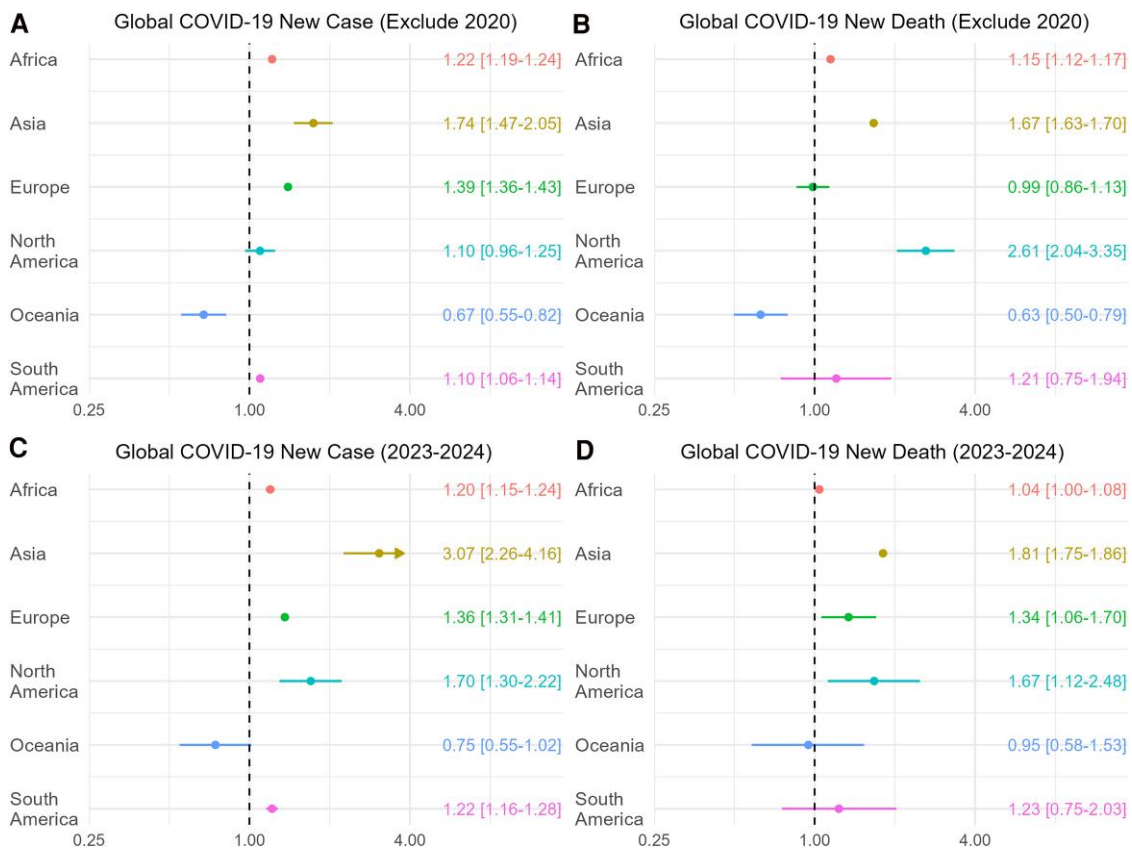 A Global COVID-19 New Case (Exclude 2020)
Africa 1.22 [1.19-1.24]
Asia 1.74 [1.47-2.05]
Europe 1.39 [1.36-1.43]
North
America 1.10 [0.96-1.25]
Oceania 0.67 [0.55-0.82]
South
America 1.10 [1.06-1.14]
0.25 1.00 4.00
B Global COVID-19 New Death (Exclude 2020)
Africa 1.15 [1.12-1.17]
Asia 1.67 [1.63-1.70]
Europe 0.99 [0.86-1.13]
North
America 2.61 [2.04-3.35]
Oceania 0.63 [0.50-0.79]
South
America 1.21 [0.75-1.94]
0.25 1.00 4.00
C Global COVID-19 New Case (2023-2024)
Africa 1.20 [1.15-1.24]
Asia 3.07 [2.26-4.16]
Europe 1.36 [1.31-1.41]
North
America 1.70 [1.30-2.22]
Oceania 0.75 [0.55-1.02]
South
America 1.22 [1.16-1.28]
0.25 1.00 4.00
D Global COVID-19 New Death (2023-2024)
Africa 1.04 [1.00-1.08]
Asia 1.81 [1.75-1.86]
Europe 1.34 [1.06-1.70]
North
America 1.67 [1.12-2.48]
Oceania 0.95 [0.58-1.53]
South
America 1.23 [0.75-2.03]
0.25 1.00 4.00